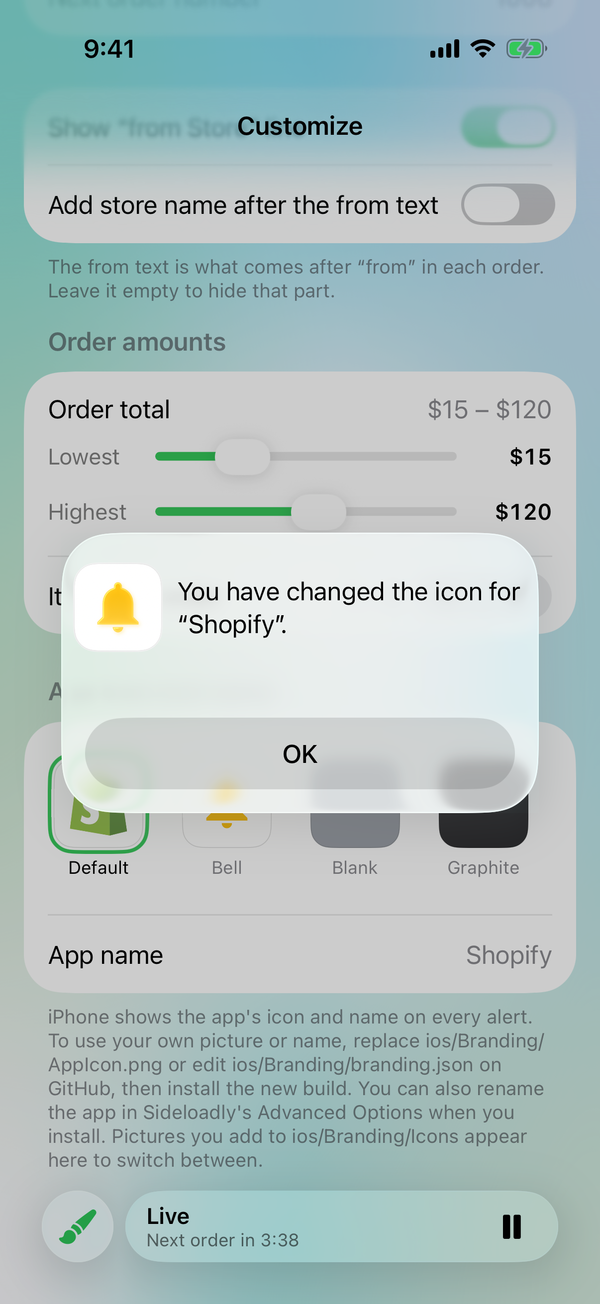 9:41
Customize
Show “from Store
Add store name after the from text
The from text is what comes after “from” in each order.
Leave it empty to hide that part.
Order amounts
Order total
$15 – $120
Lowest
$15
Highest
$120
You have changed the icon for
“Shopify”.
OK
Default
Bell
Blank
Graphite
App name
Shopify
iPhone shows the app's icon and name on every alert.
To use your own picture or name, replace ios/Branding/
AppIcon.png or edit ios/Branding/branding.json on
GitHub, then install the new build. You can also rename
the app in Sideloadly's Advanced Options when you
install. Pictures you add to ios/Branding/Icons appear
here to switch between.
Live
Next order in 3:38